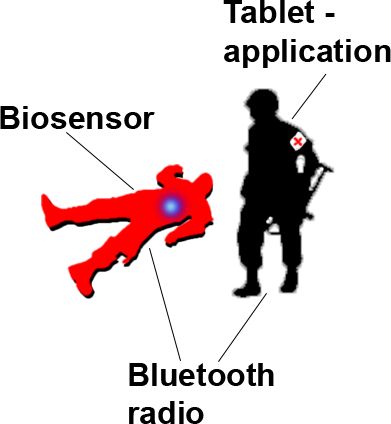 Tablet -
application
Biosensor
Bluetooth
radio